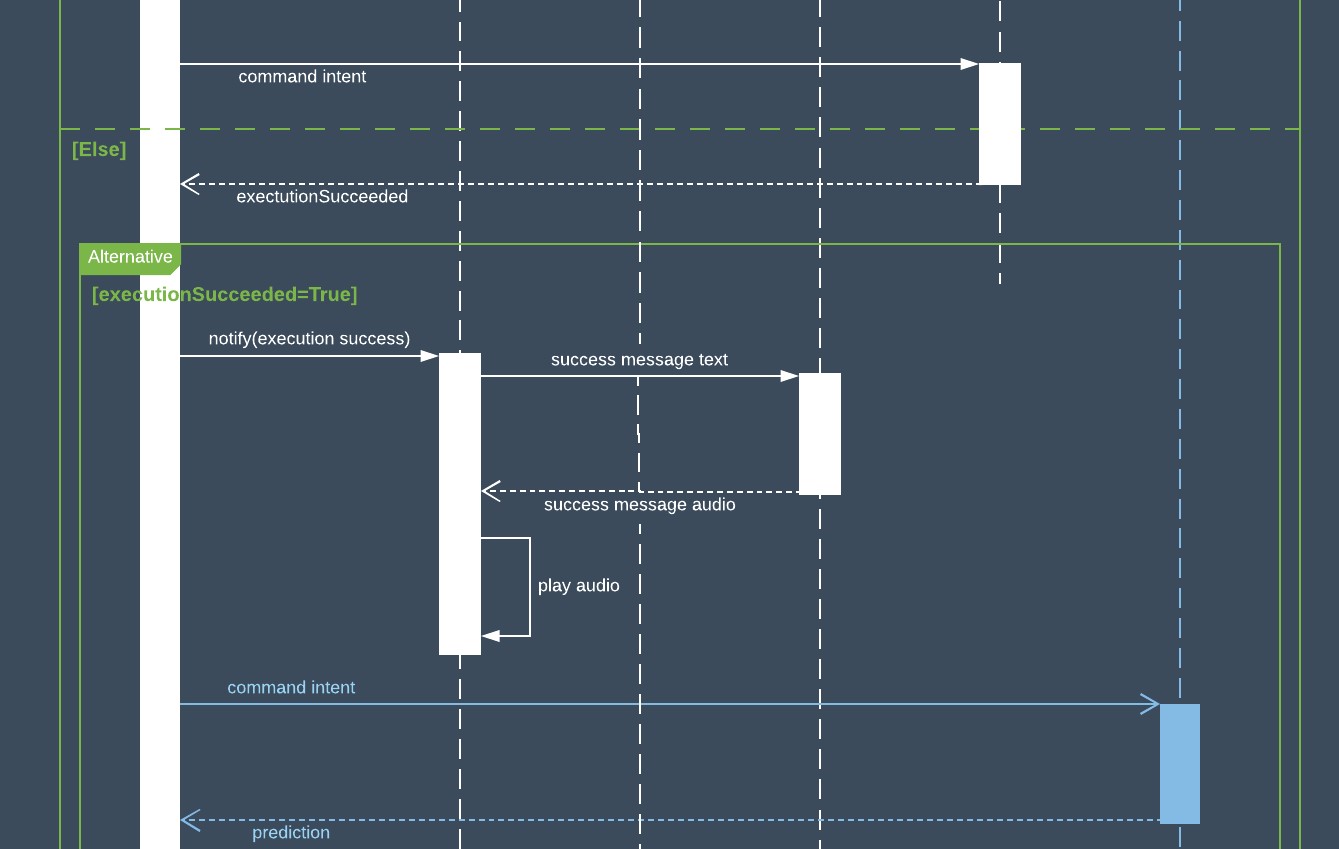 command intent
[Else]
exectutionSucceeded
Alternative
[executionSucceeded=True]
notify(execution success)
success message text
success message audio
play audio
command intent
prediction